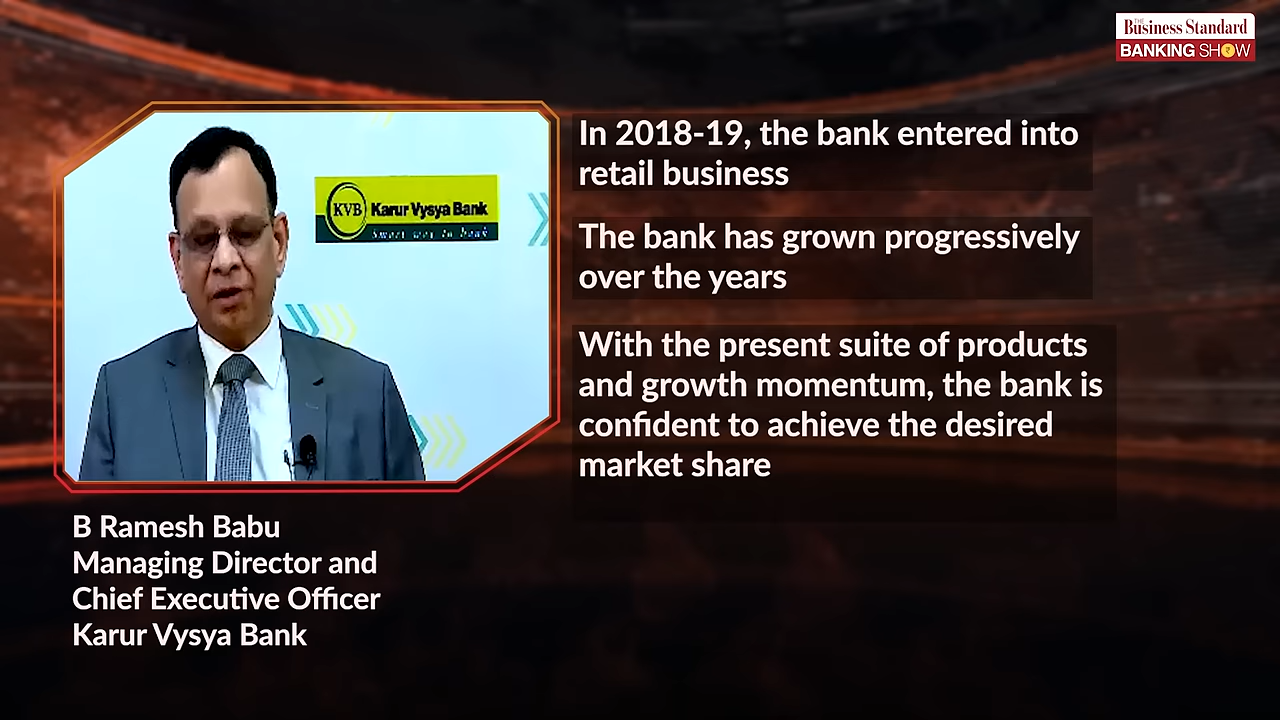 THE
Business Standard
BANKING SHOW
In 2018-19, the bank entered into
retail business
KVB Karur Vysya Bank
Smart way to bank
The bank has grown progressively
over the years
With the present suite of products
and growth momentum, the bank is
confident to achieve the desired
market share
B Ramesh Babu
Managing Director and
Chief Executive Officer
Karur Vysya Bank